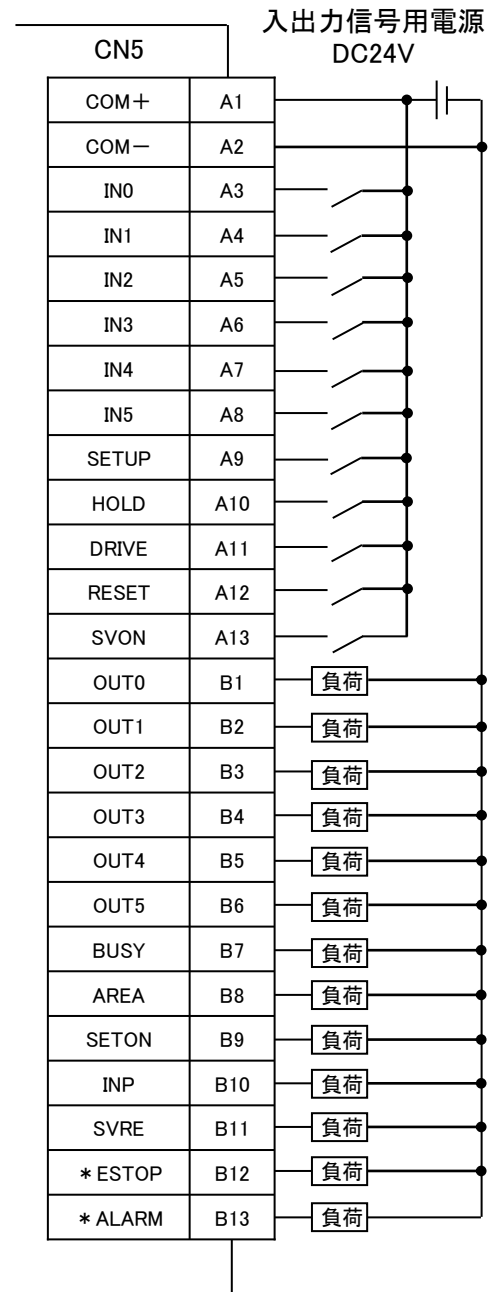 入出力信号用電源
CN5 DC24V
COM＋ A1
COM－ A2
IN0 A3
IN1 A4
IN2 A5
IN3 A6
IN4 A7
IN5 A8
SETUP A9
HOLD A10
DRIVE A11
RESET A12
SVON A13
OUT0 B1 負荷
OUT1 B2 負荷
OUT2 B3 負荷
OUT3 B4 負荷
OUT4 B5 負荷
OUT5 B6 負荷
BUSY B7 負荷
AREA B8 負荷
SETON B9 負荷
INP B10 負荷
SVRE B11 負荷
＊ESTOP B12 負荷
＊ALARM B13 負荷